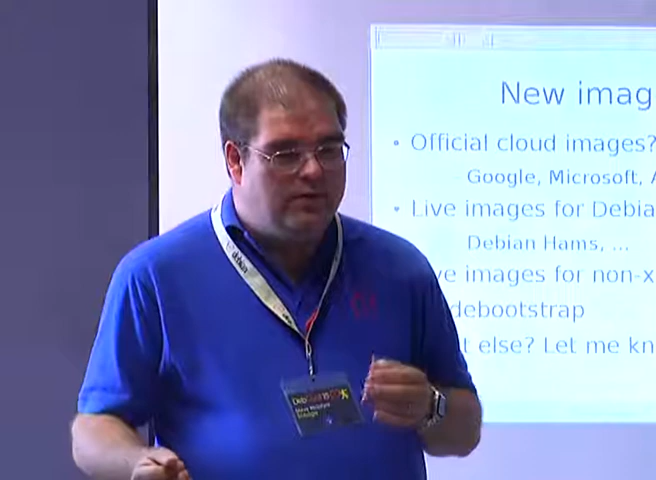 New imag
• Official cloud images?
Google, Microsoft, A
• Live images for Debia
Debian Hams, ...
ve images for non-x
debootstrap
t else? Let me kn
debian
DebConf15